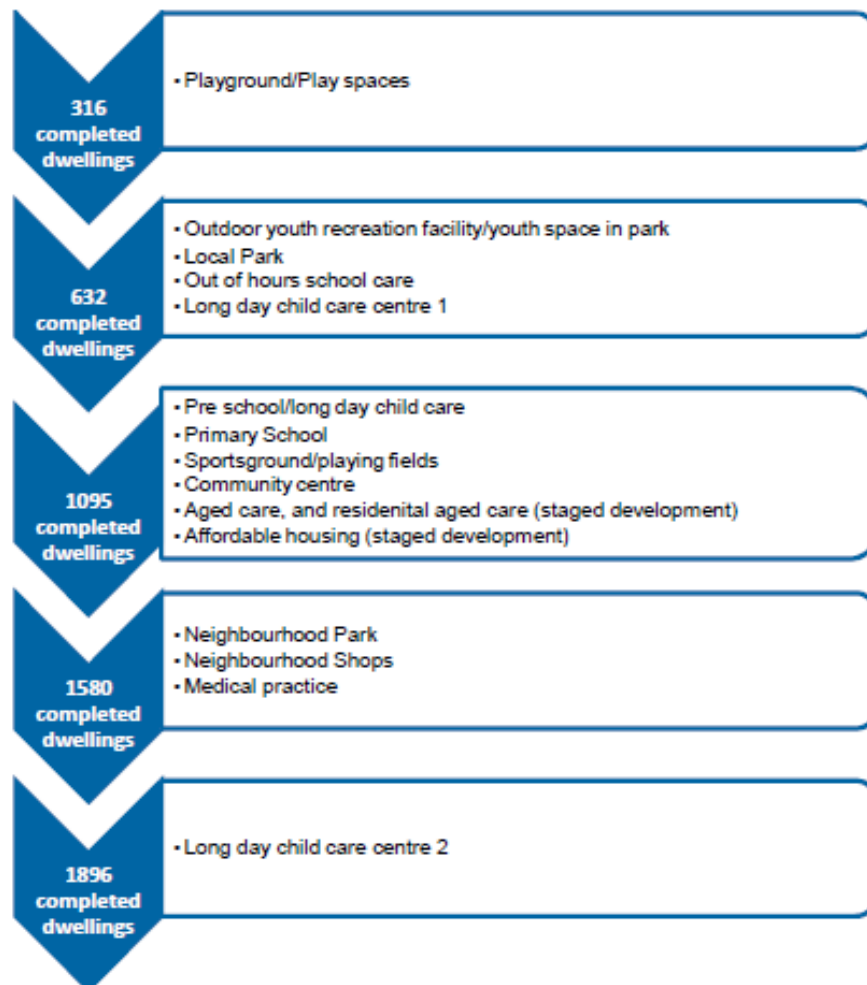 316
completed
dwellings
• Playground/Play spaces
632
completed
dwellings
• Outdoor youth recreation facility/youth space in park
• Local Park
• Out of hours school care
• Long day child care centre 1
1095
completed
dwellings
• Pre school/long day child care
• Primary School
• Sportsground/playing fields
• Community centre
• Aged care, and residenital aged care (staged development)
• Affordable housing (staged development)
1580
completed
dwellings
• Neighbourhood Park
• Neighbourhood Shops
• Medical practice
1896
completed
dwellings
• Long day child care centre 2